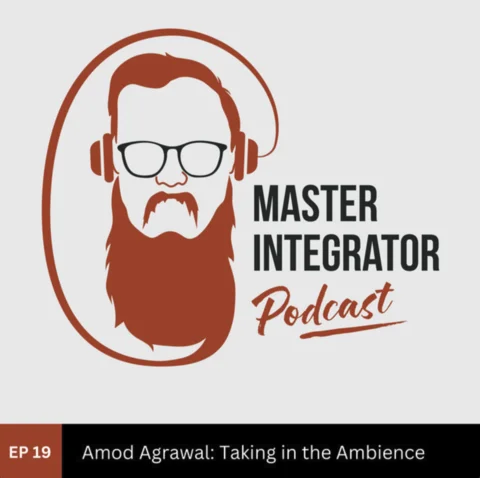 MASTER
INTEGRATOR
Podcast
EP 19
Amod Agrawal: Taking in the Ambience